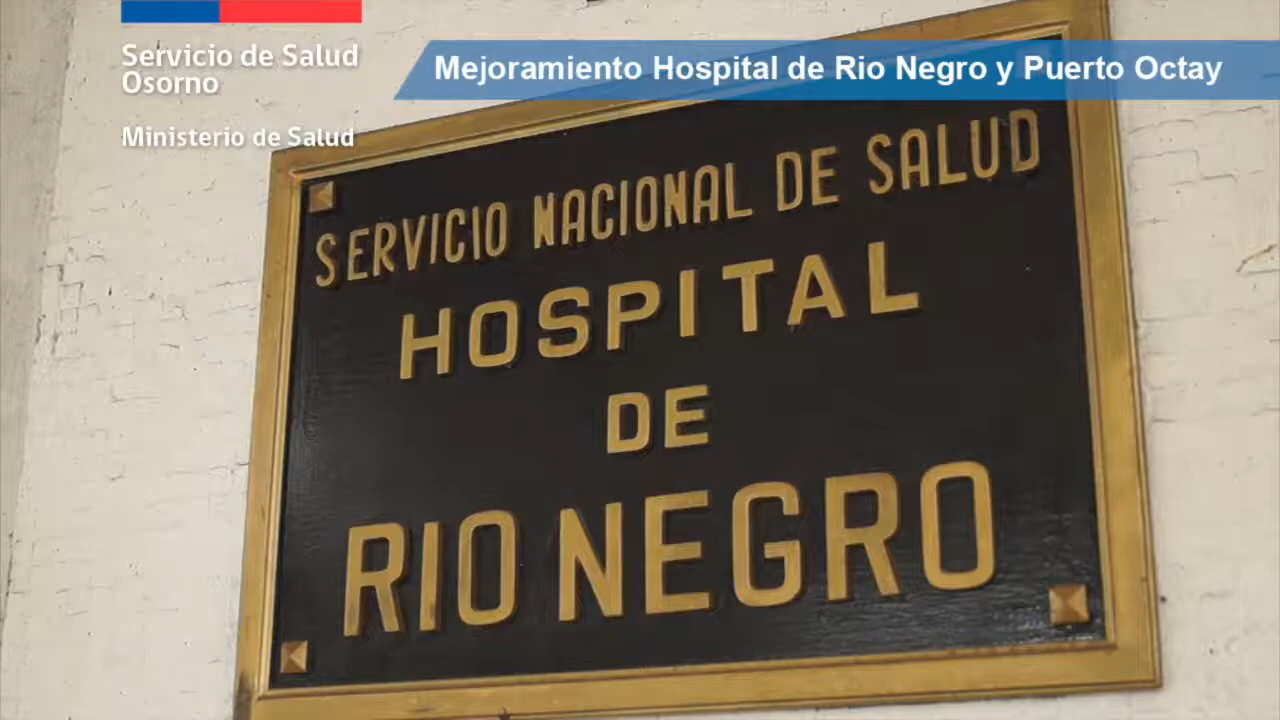 Servicio de Salud
Osorno
Ministerio de Salud
Mejoramiento Hospital de Rio Negro y Puerto Octay
SERVICIO NACIONAL DE SALUD
HOSPITAL
DE
RIO NEGRO